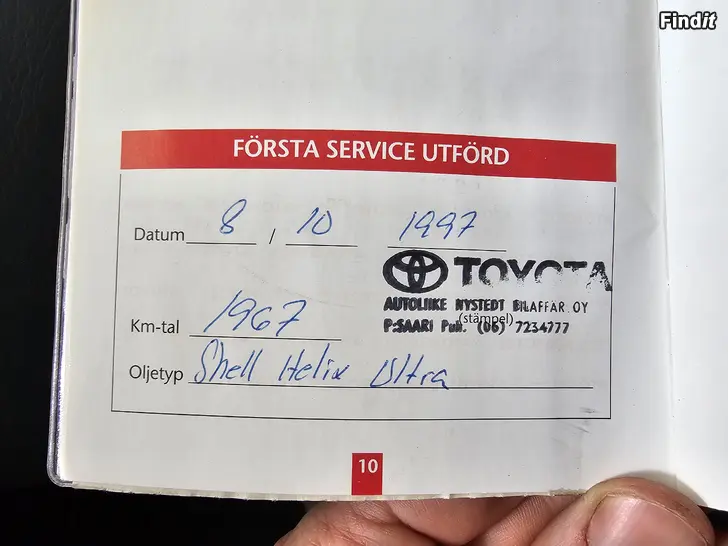 Findit
FÖRSTA SERVICE UTFÖRD
Datum 8 / 10 1997
TOYOTA
AUTOLIIKE NYSTEDT BILAFFÄR OY
(stämpel)
P:SAARI Puh. (06) 7234777
Km-tal 1967
Oljetyp Shell Helix Ultra
10